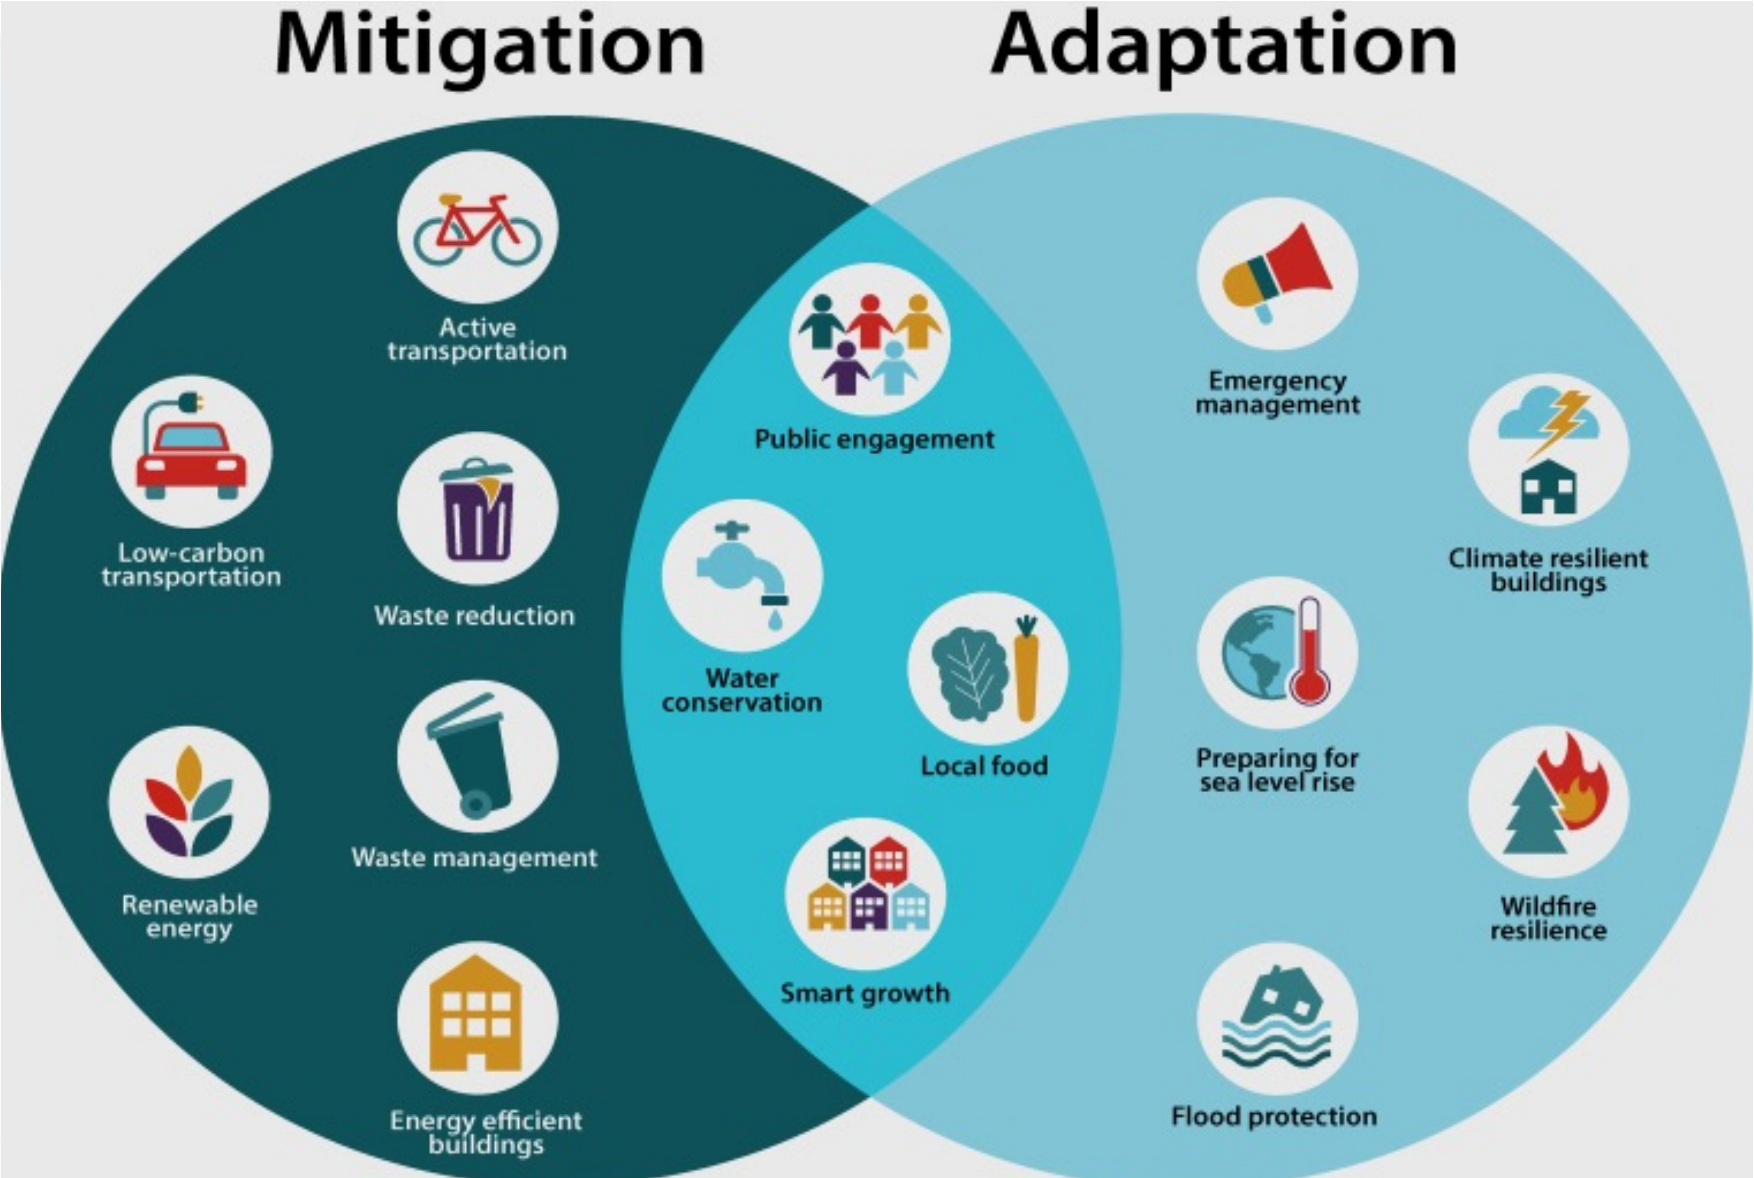 Mitigation
Adaptation
Active
transportation
Low-carbon
transportation
Waste reduction
Waste management
Renewable
energy
Energy efficient
buildings
Public engagement
Water
conservation
Local food
Smart growth
Emergency
management
Climate resilient
buildings
Preparing for
sea level rise
Wildfire
resilience
Flood protection